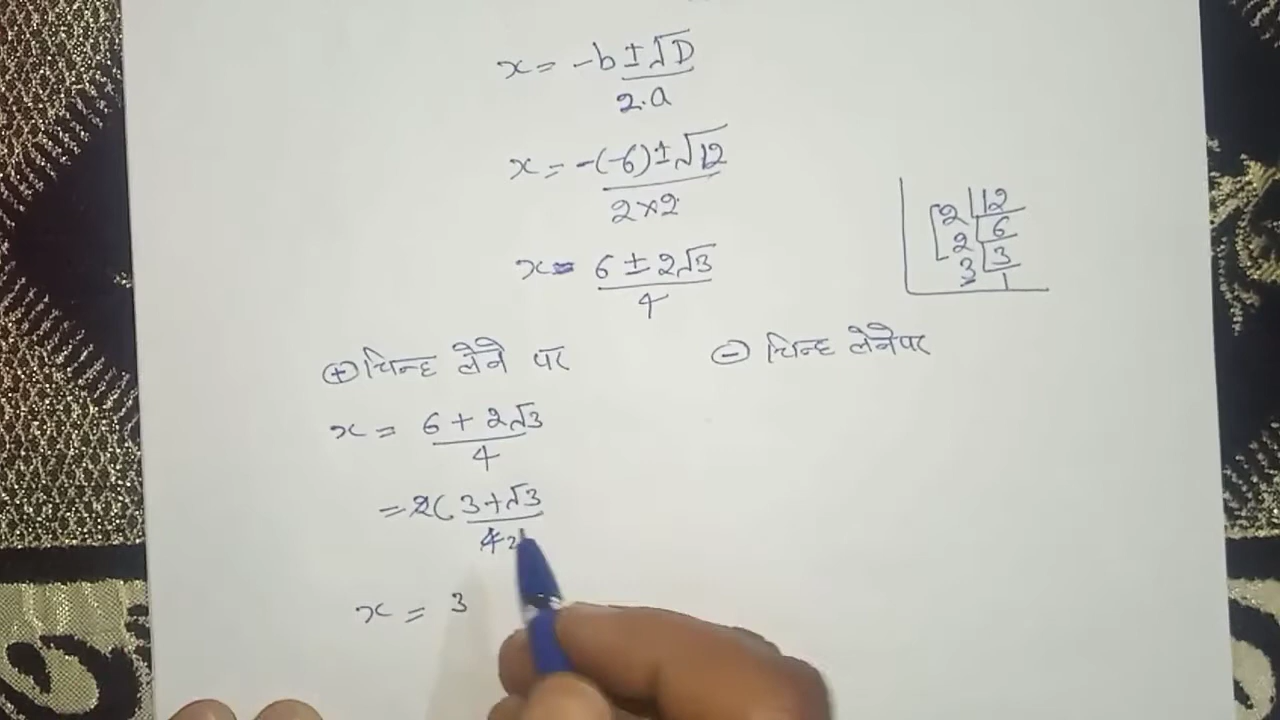 x = -b ± √D
2.a
x = -(-6) ± √12
2×2
2 | 12
2 | 6
3 | 3
1
x = 6 ± 2√3
4
⊕ चिन्ह लेने पर
x = 6 + 2√3
4
= 2( 3+√3
4 2
x = 3
⊖ चिन्ह लेनेपर